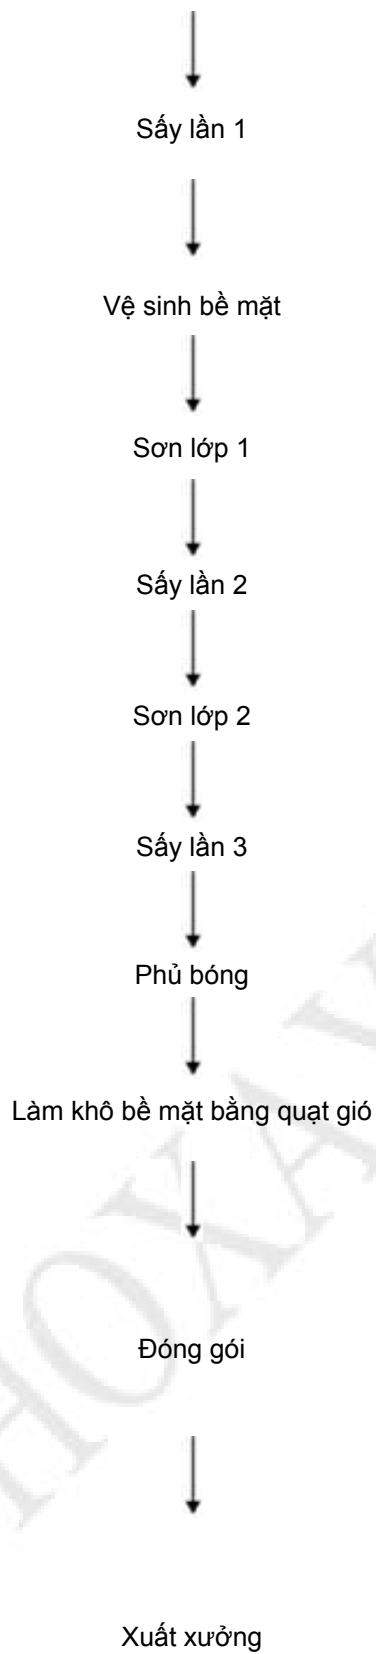 Sấy lần 1
Vệ sinh bề mặt
Sơn lớp 1
Sấy lần 2
Sơn lớp 2
Sấy lần 3
Phủ bóng
Làm khô bề mặt bằng quạt gió
Đóng gói
Xuất xưởng